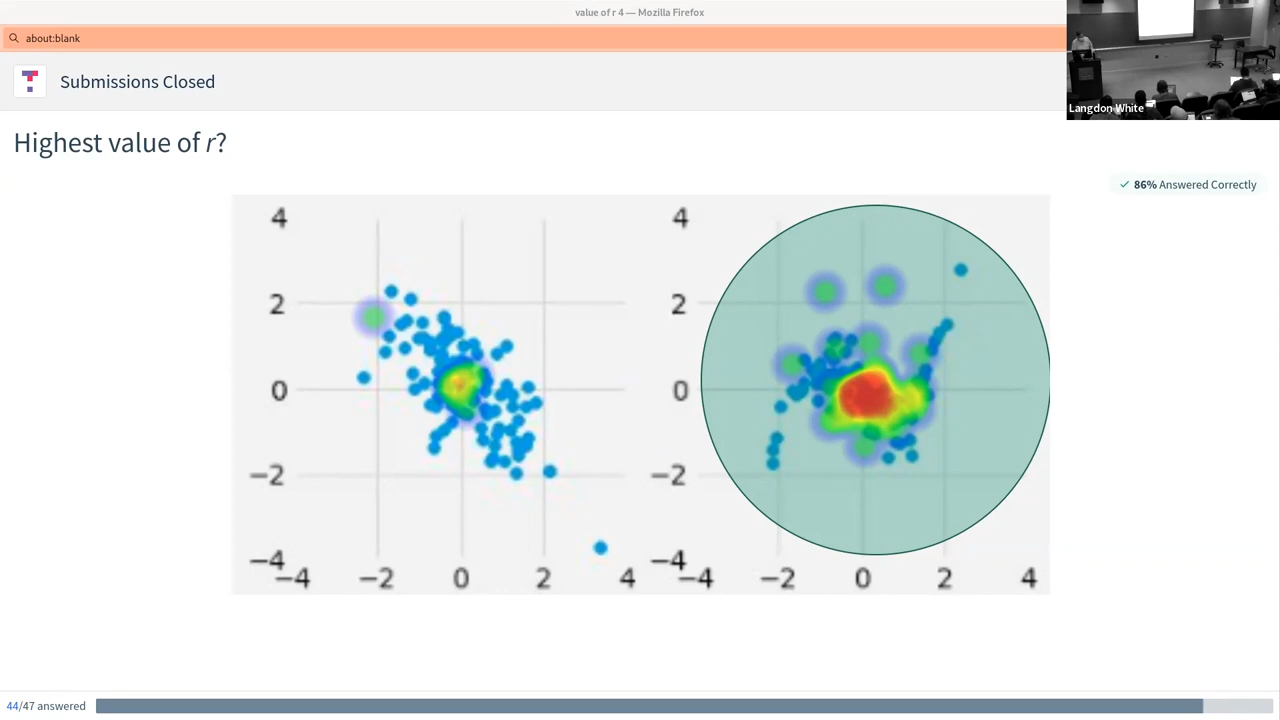 value of r 4 — Mozilla Firefox
about:blank
Submissions Closed
Langdon White
Highest value of r?
86% Answered Correctly
4
2
0
−2
−4
−4 −2 0 2 4
4
2
0
−2
−4
−4 −2 0 2 4
44/47 answered